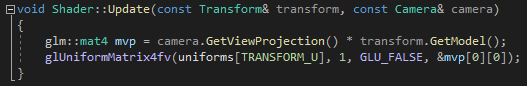 void Shader::Update(const Transform& transform, const Camera& camera)
{
glm::mat4 mvp = camera.GetViewProjection() * transform.GetModel();
glUniformMatrix4fv(uniforms[TRANSFORM_U], 1, GLU_FALSE, &mvp[0][0]);
}